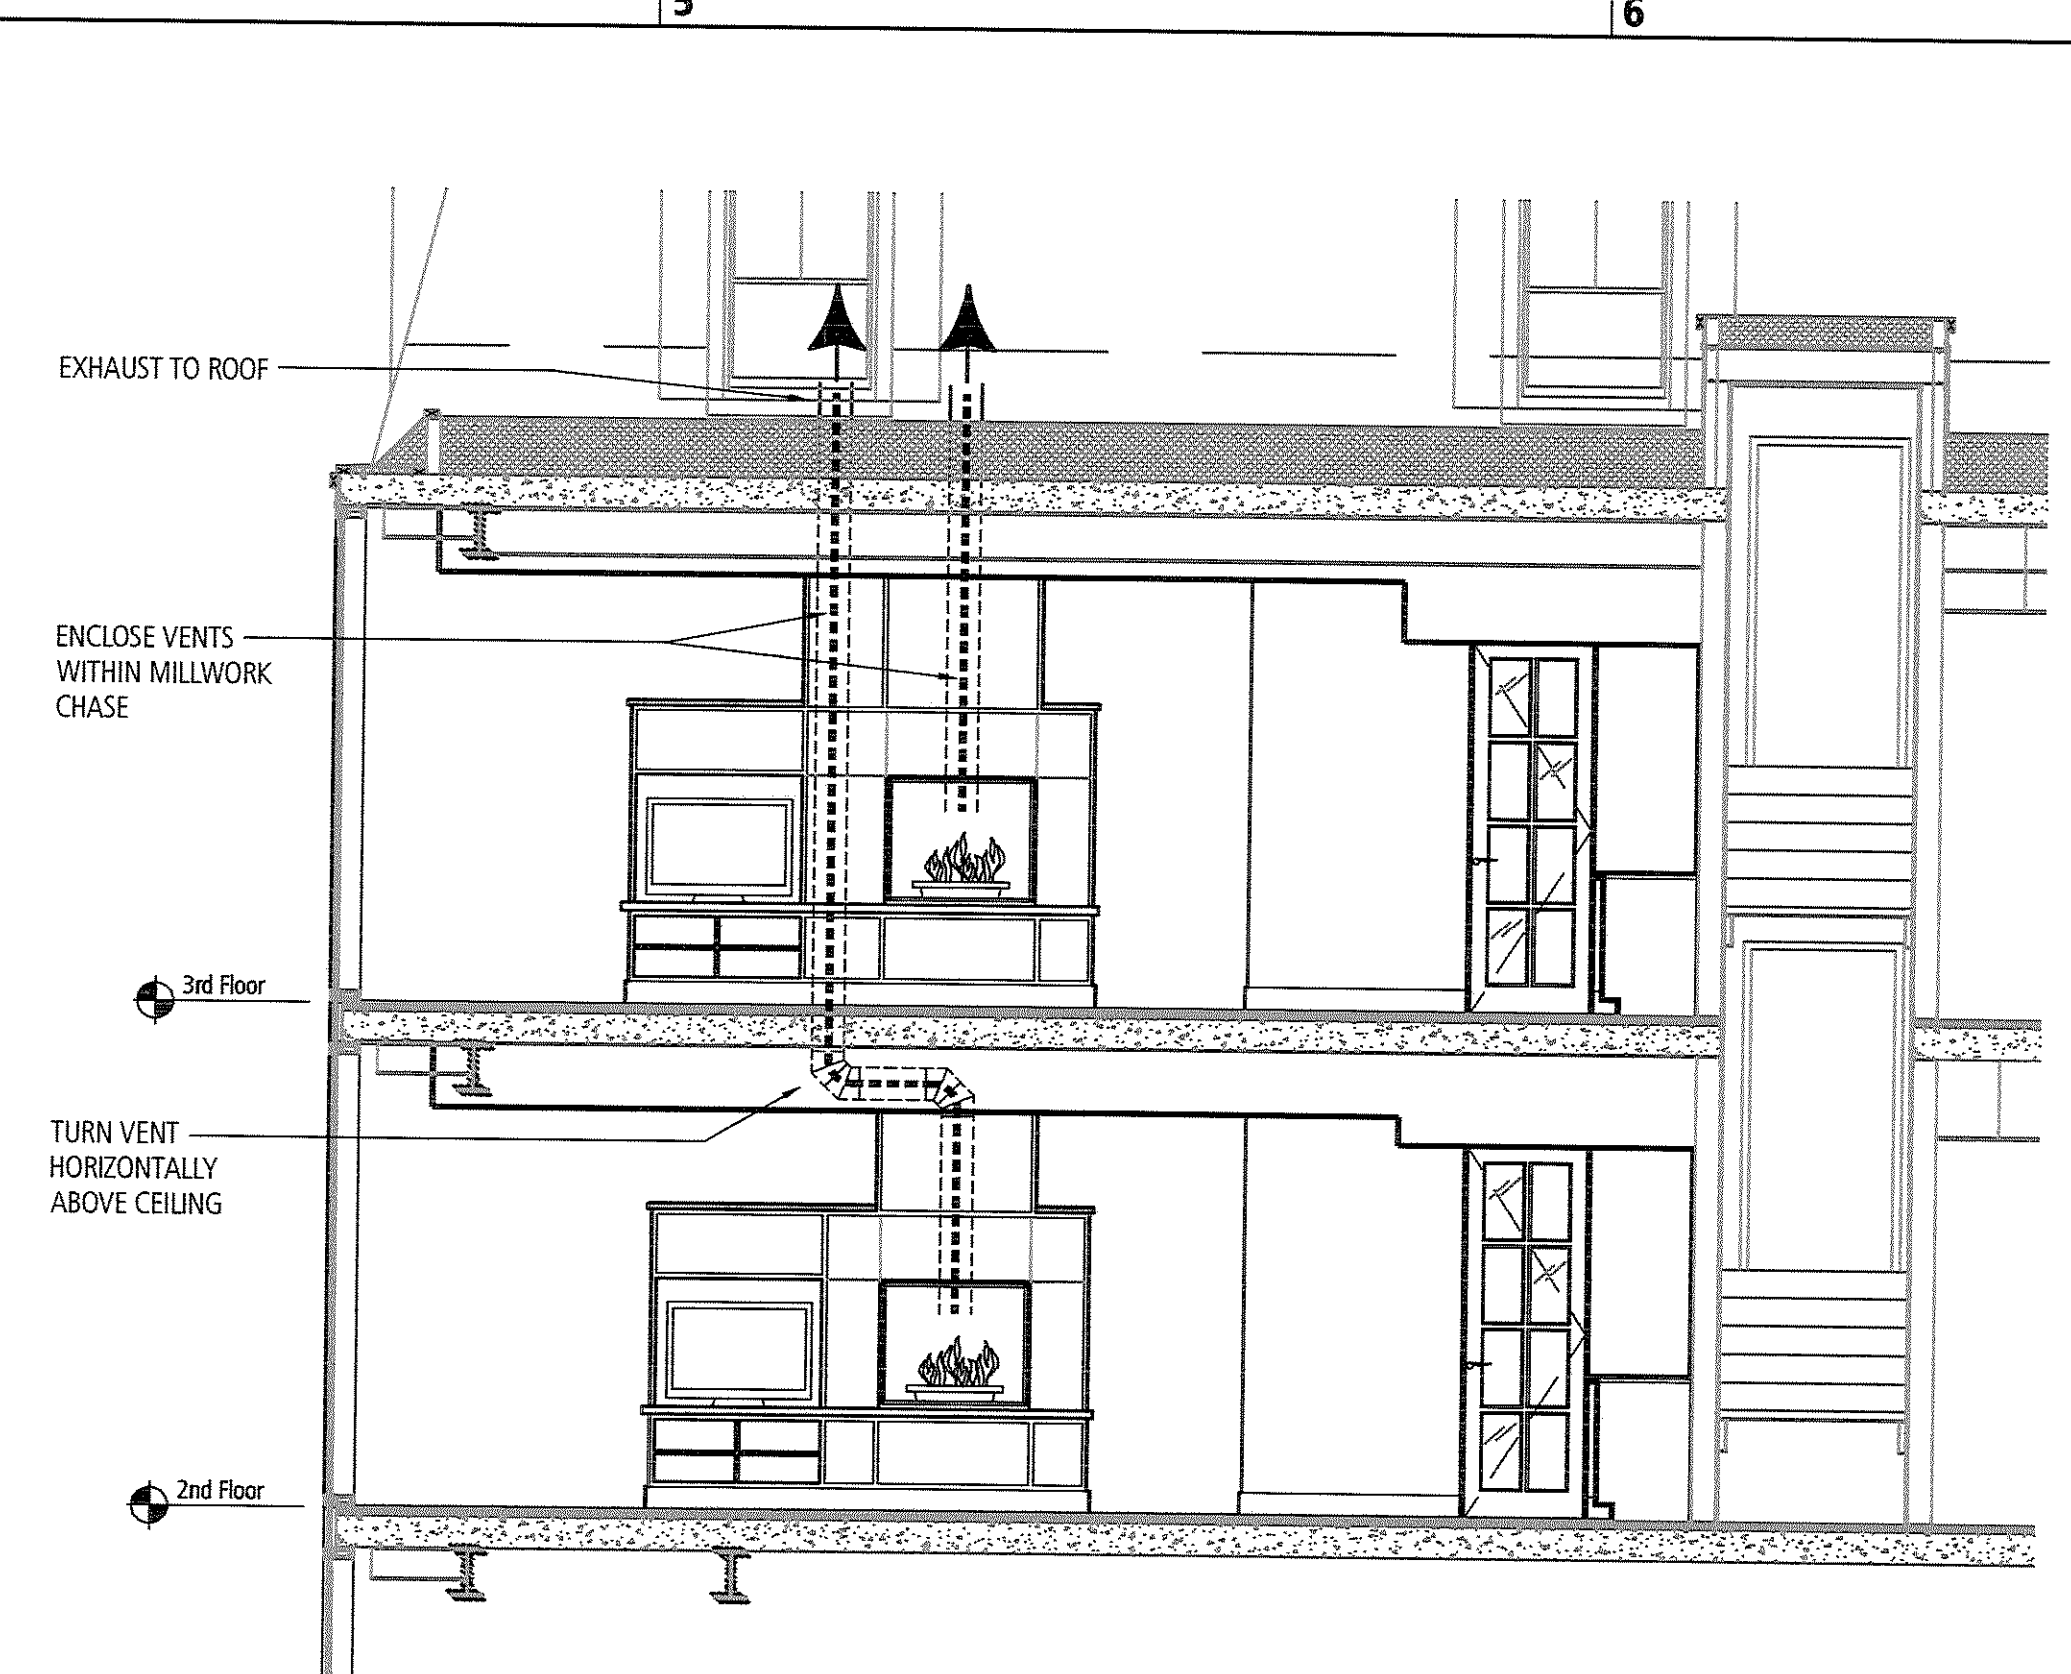 5
6
EXHAUST TO ROOF
ENCLOSE VENTS
WITHIN MILLWORK
CHASE
3rd Floor
TURN VENT
HORIZONTALLY
ABOVE CEILING
2nd Floor